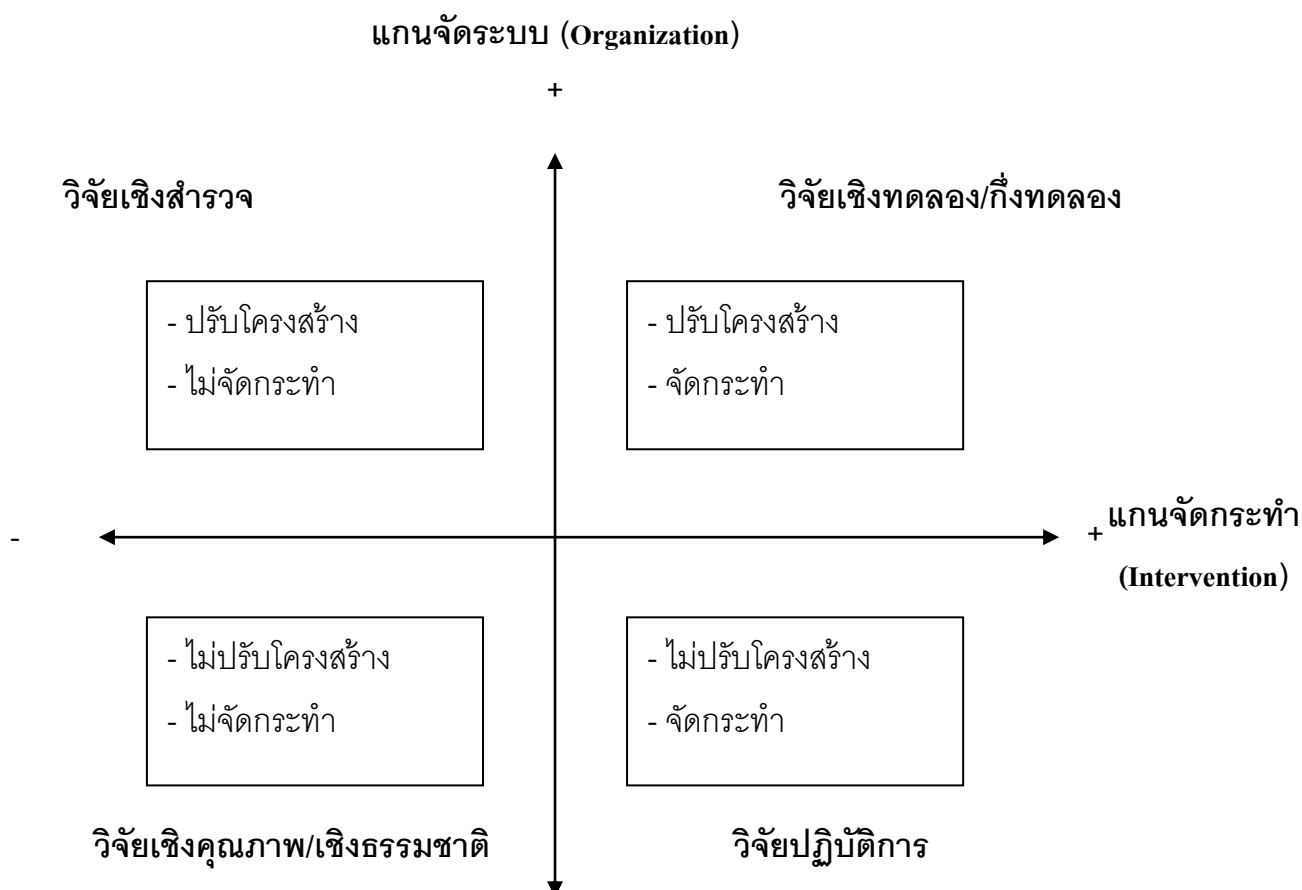 แกนจัดระบบ (Organization)
+
วิจัยเชิงสำรวจ
วิจัยเชิงทดลอง/กึ่งทดลอง
- ปรับโครงสร้าง
- ไม่จัดกระทำ
- ปรับโครงสร้าง
- จัดกระทำ
-
+
แกนจัดกระทำ
(Intervention)
- ไม่ปรับโครงสร้าง
- ไม่จัดกระทำ
- ไม่ปรับโครงสร้าง
- จัดกระทำ
วิจัยเชิงคุณภาพ/เชิงธรรมชาติ
วิจัยปฏิบัติการ